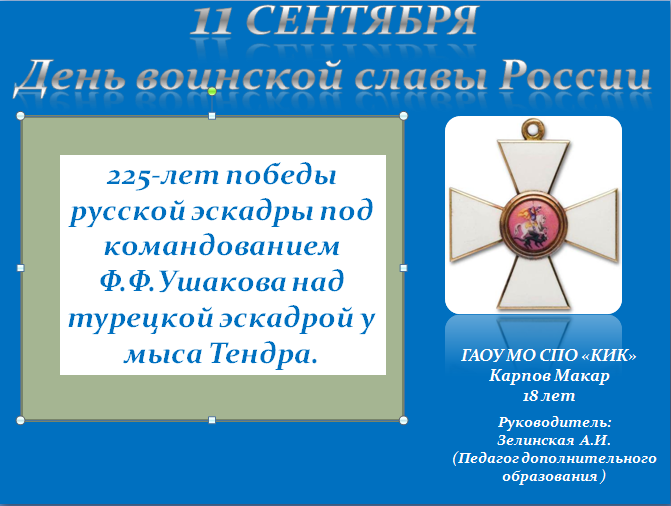 11 СЕНТЯБРЯ
День воинской славы России
225-лет победы
русской эскадры под
командованием
Ф.Ф.Ушакова над
турецкой эскадрой у
мыса Тендра.
ГАОУ МО СПО «КИК»
Карпов Макар
18 лет
Руководитель:
Зелинская А.И.
(Педагог дополнительного
образования )